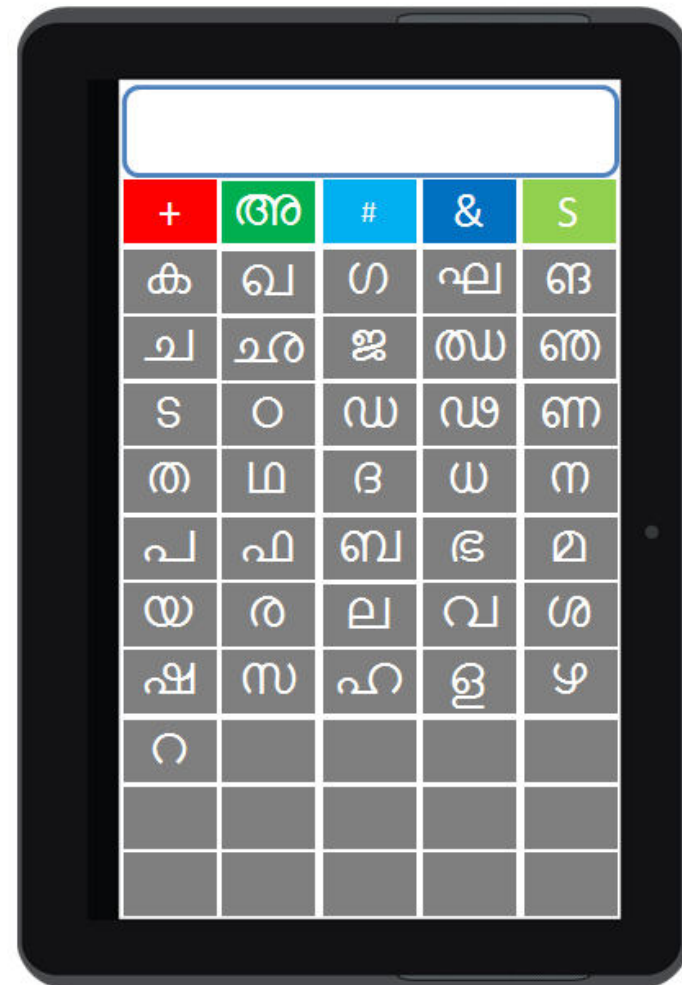 + അ # & S
ക ഖ ഗ ഘ ങ
ച ഛ ജ ഝ ഞ
ട ഠ ഡ ഢ ണ
ത ഥ ദ ധ ന
പ ഫ ബ ഭ മ
യ ര ല വ ശ
ഷ സ ഹ ള ഴ
റ